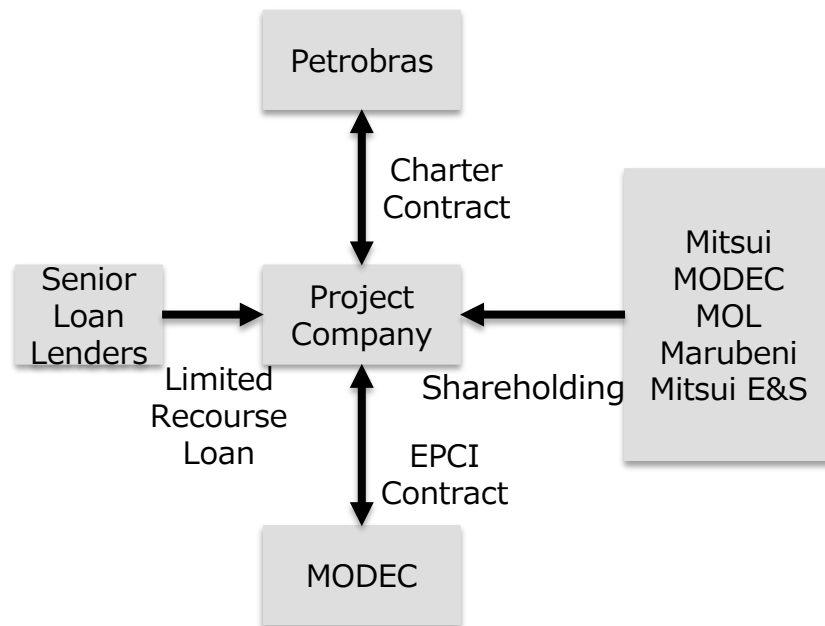 Petrobras
Charter
Contract
Senior
Loan
Lenders
Project
Company
Mitsui
MODEC
MOL
Marubeni
Mitsui E&S
Limited
Recourse
Loan
Shareholding
EPCI
Contract
MODEC